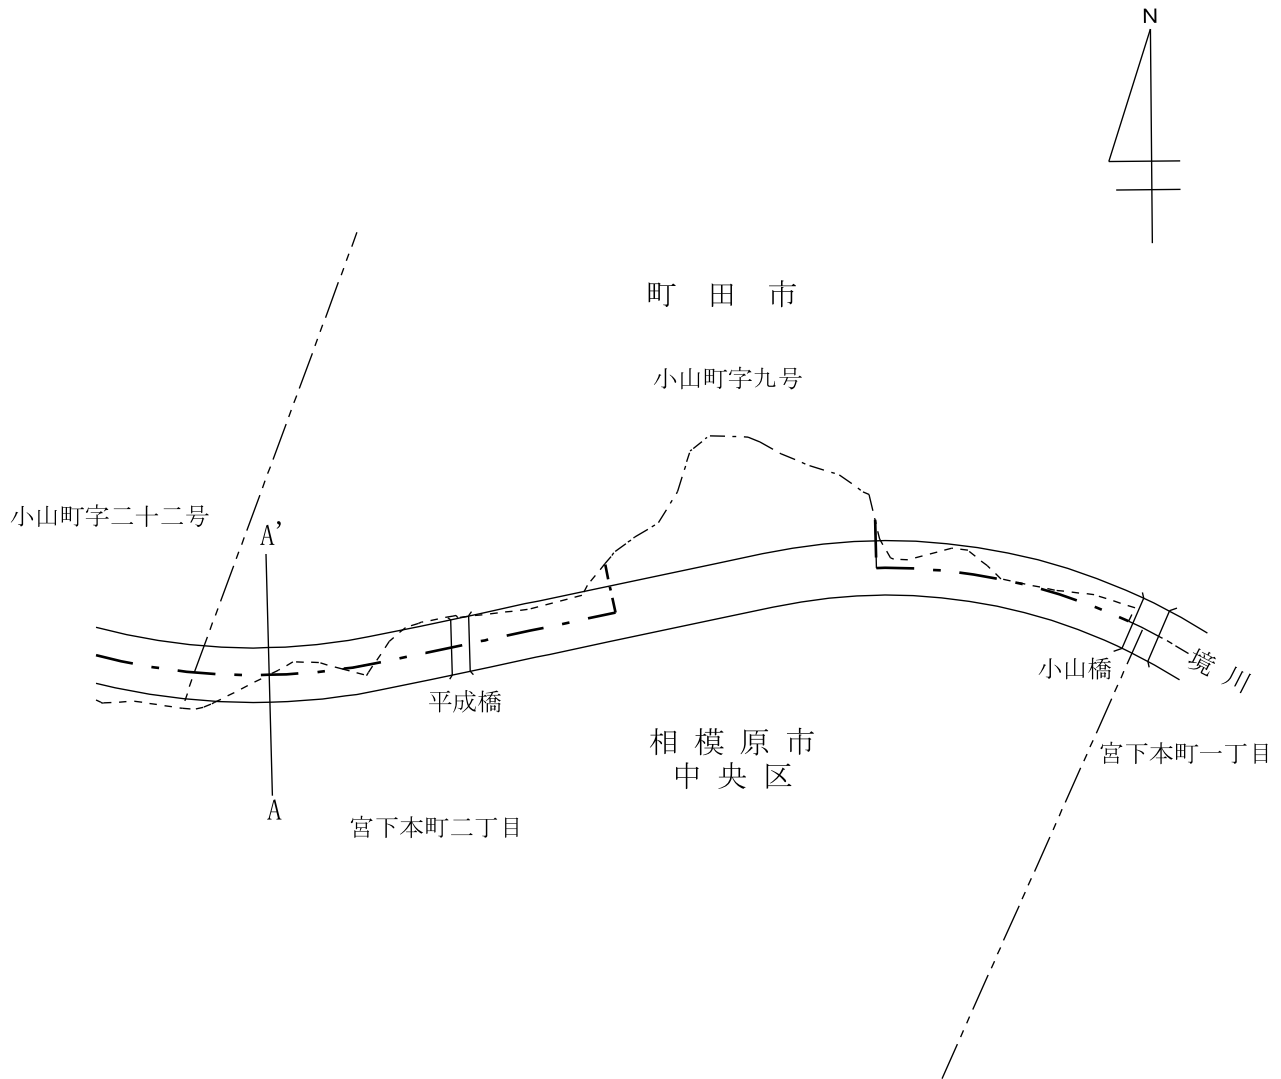 N
町田市
小山町字九号
小山町字二十二号
A'
平成橋
小山橋
境川
相模原市
中央区
宮下本町一丁目
A
宮下本町二丁目